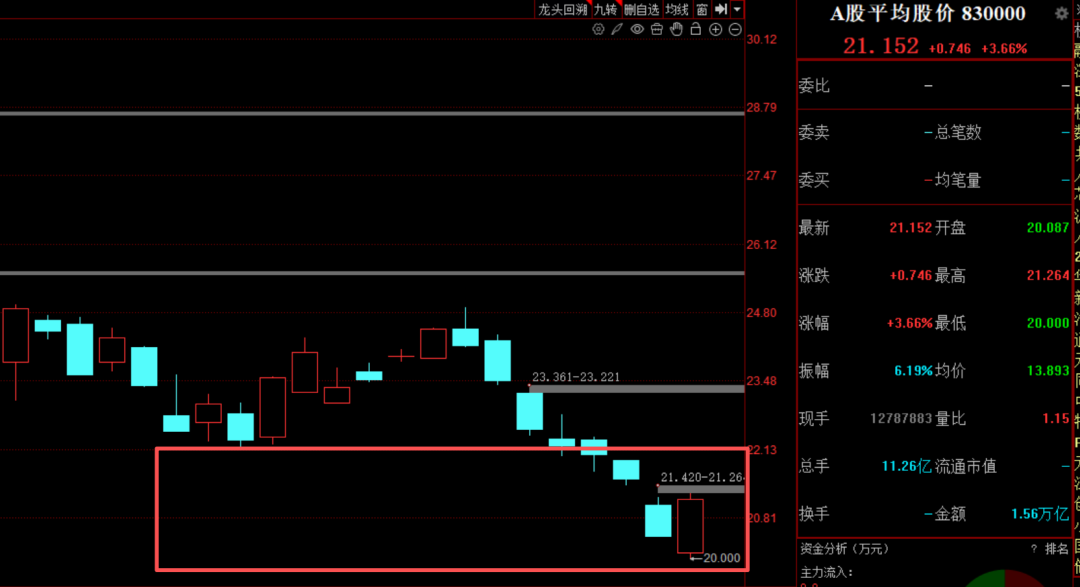 龙头回溯 九转 删自选 均线 窗
30.12
28.79
27.47
26.12
24.80
23.48
22.13
20.81
23.361-23.221
21.420-21.26
←20.000
A股平均股价 830000
21.152 +0.746 +3.66%
委比 – –
委卖 – 总笔数 –
委买 – 均笔量 –
最新 21.152 开盘 20.087
涨跌 +0.746 最高 21.264
涨幅 +3.66% 最低 20.000
振幅 6.19% 均价 13.893
现手 12787883 量比 1.15
总手 11.26亿 流通市值 –
换手 – 金额 1.56万亿
资金分析(万元) ? 排名
主力流入: